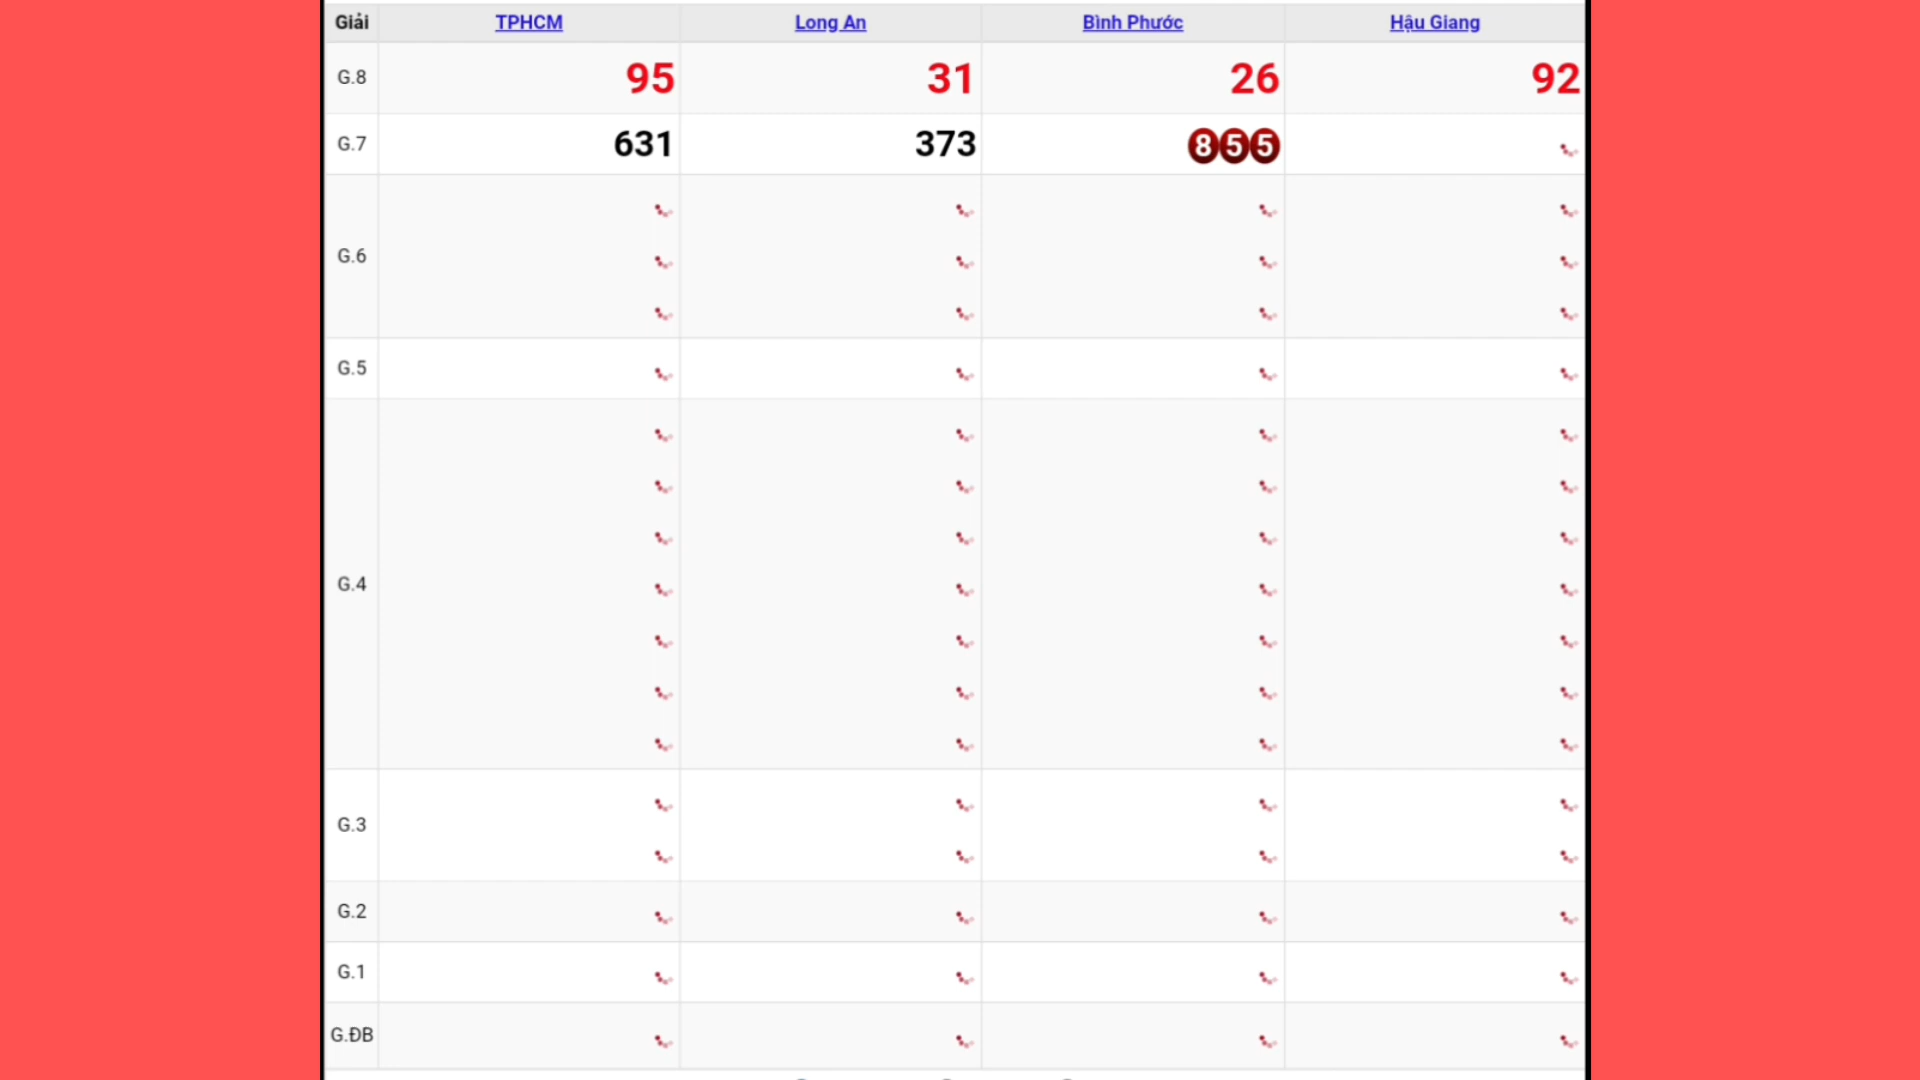 Giải TPHCM Long An Bình Phước Hậu Giang
G.8 95 31 26 92
G.7 631 373 855
G.6
G.5
G.4
G.3
G.2
G.1
G.ĐB